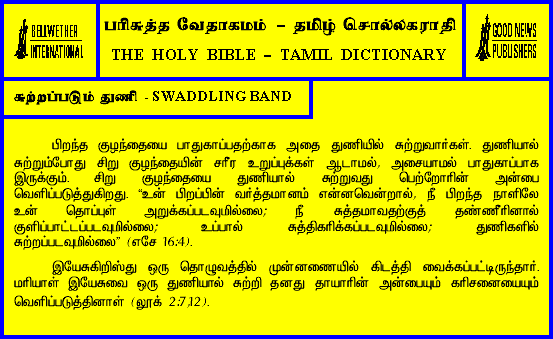 BELLWETHER
INTERNATIONAL
பரிசுத்த வேதாகமம் – தமிழ் சொல்லகராதி
THE HOLY BIBLE – TAMIL DICTIONARY
GOOD NEWS
PUBLISHERS
சுற்றப்படும் துணி - SWADDLING BAND
பிறந்த குழந்தையை பாதுகாப்பதற்காக அதை துணியில் சுற்றுவார்கள். துணியால்
சுற்றும்போது சிறு குழந்தையின் சரீர உறுப்புக்கள் ஆடாமல், அசையாமல் பாதுகாப்பாக
இருக்கும். சிறு குழந்தையை துணியால் சுற்றுவது பெற்றோரின் அன்பை
வெளிப்படுத்துகிறது. “உன் பிறப்பின் வர்த்தமானம் என்னவென்றால், நீ பிறந்த நாளிலே
உன் தொப்புள் அறுக்கப்படவுமில்லை; நீ சுத்தமாவதற்குத் தண்ணீரினால்
குளிப்பாட்டப்படவுமில்லை; உப்பால் சுத்திகரிக்கப்படவுமில்லை; துணிகளில்
சுற்றப்படவுமில்லை” (எசே 16:4).
இயேசுகிறிஸ்து ஒரு தொழுவத்தில் முன்னணையில் கிடத்தி வைக்கப்பட்டிருந்தார்.
மரியாள் இயேசுவை ஒரு துணியால் சுற்றி தனது தாயாரின் அன்பையும் கரிசனையையும்
வெளிப்படுத்தினாள் (லூக் 2:7,12).